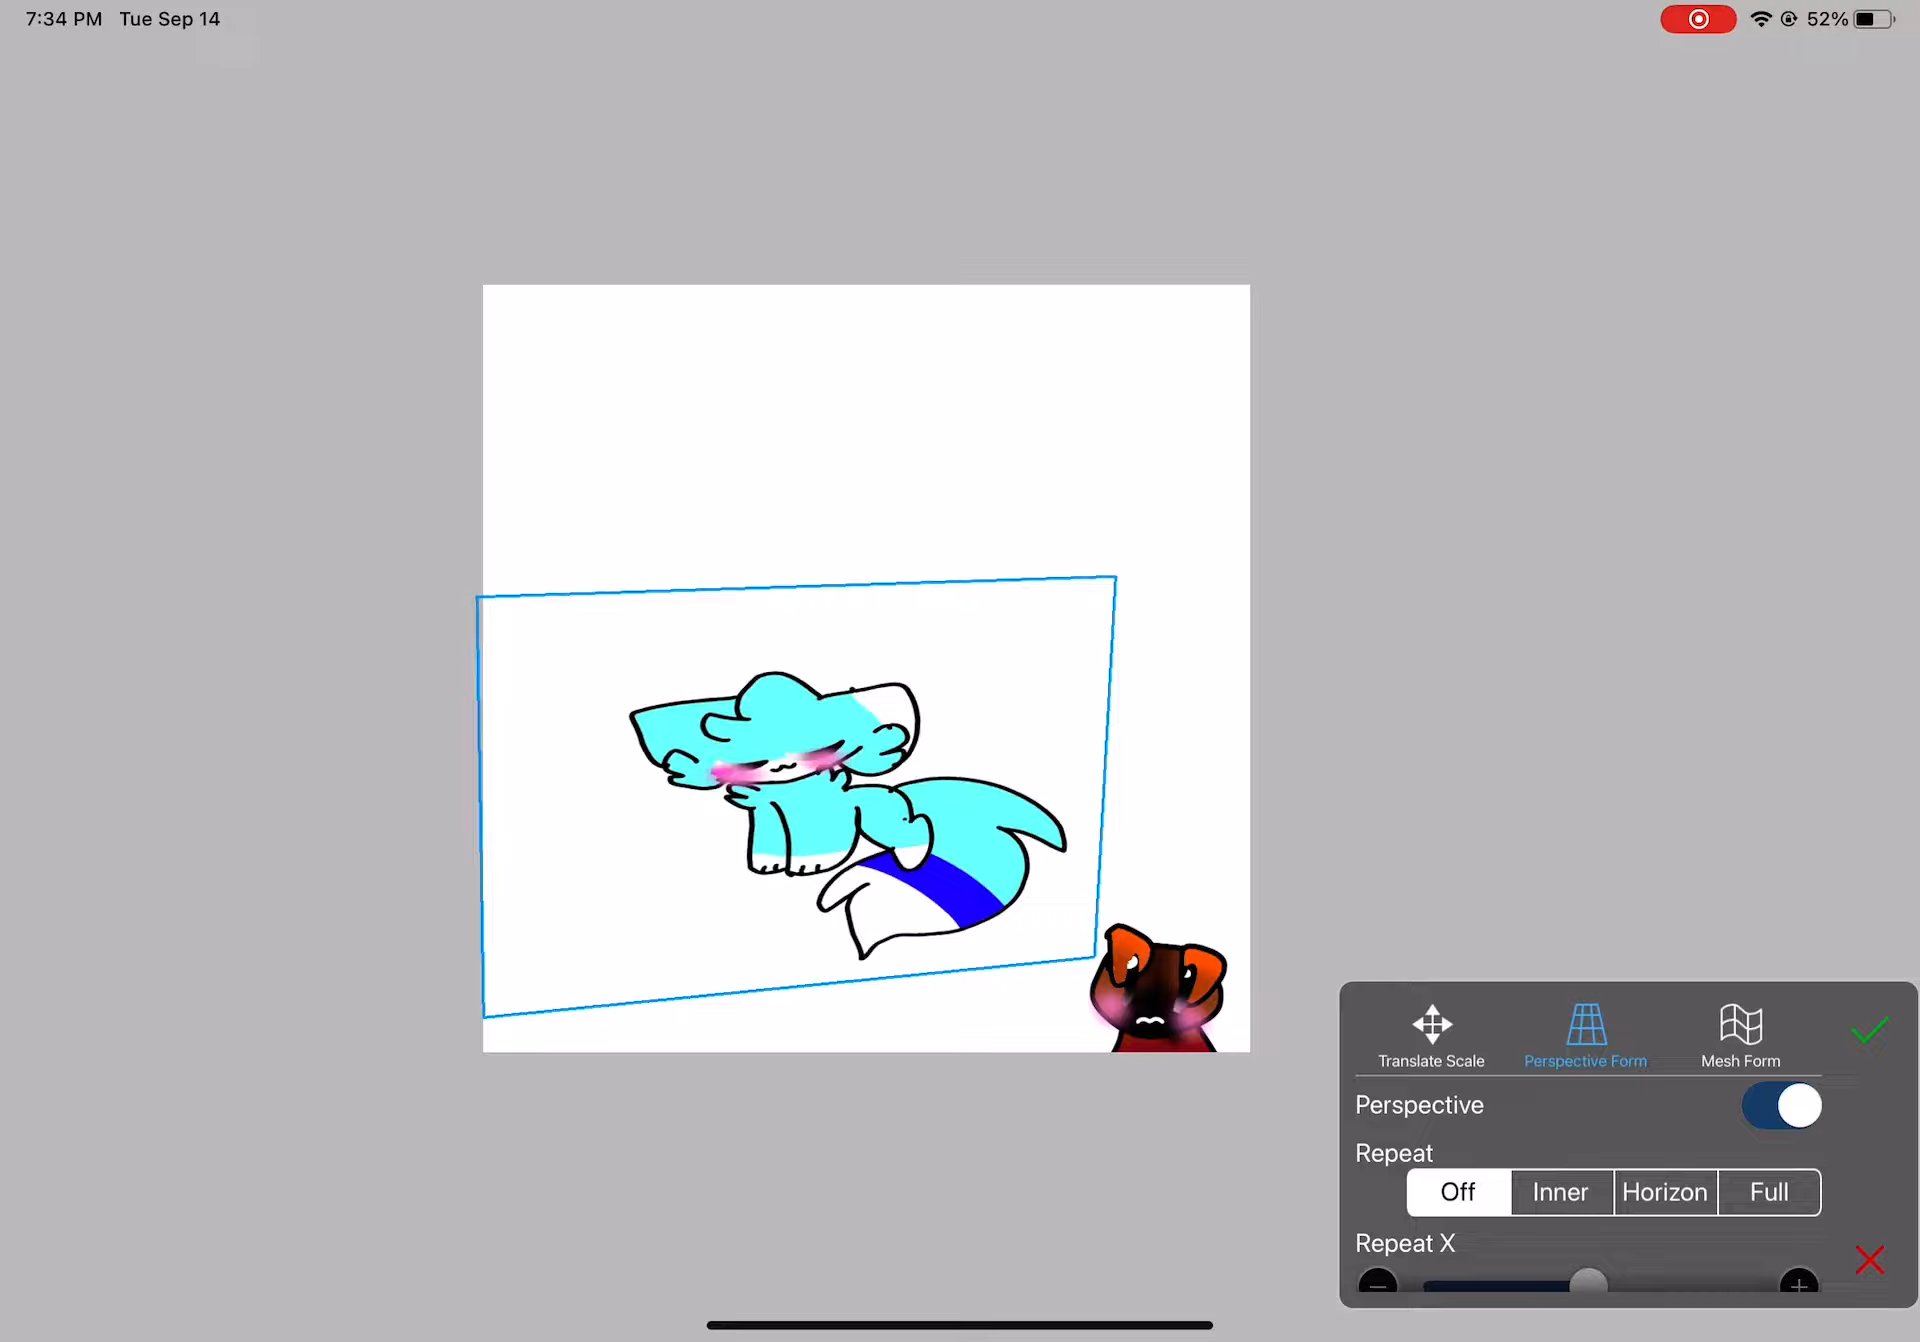 7:34 PM Tue Sep 14
52%
Translate Scale
Perspective Form
Mesh Form
Perspective
Repeat
Off
Inner
Horizon
Full
Repeat X